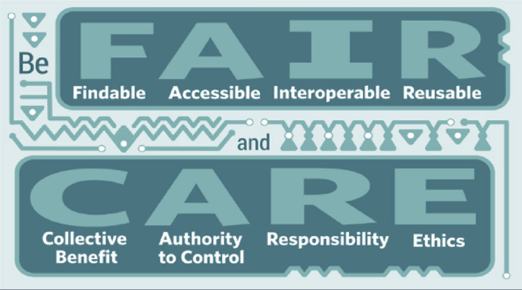 Be
FAIR
Findable Accessible Interoperable Reusable
and
CARE
Collective Benefit Authority to Control Responsibility Ethics